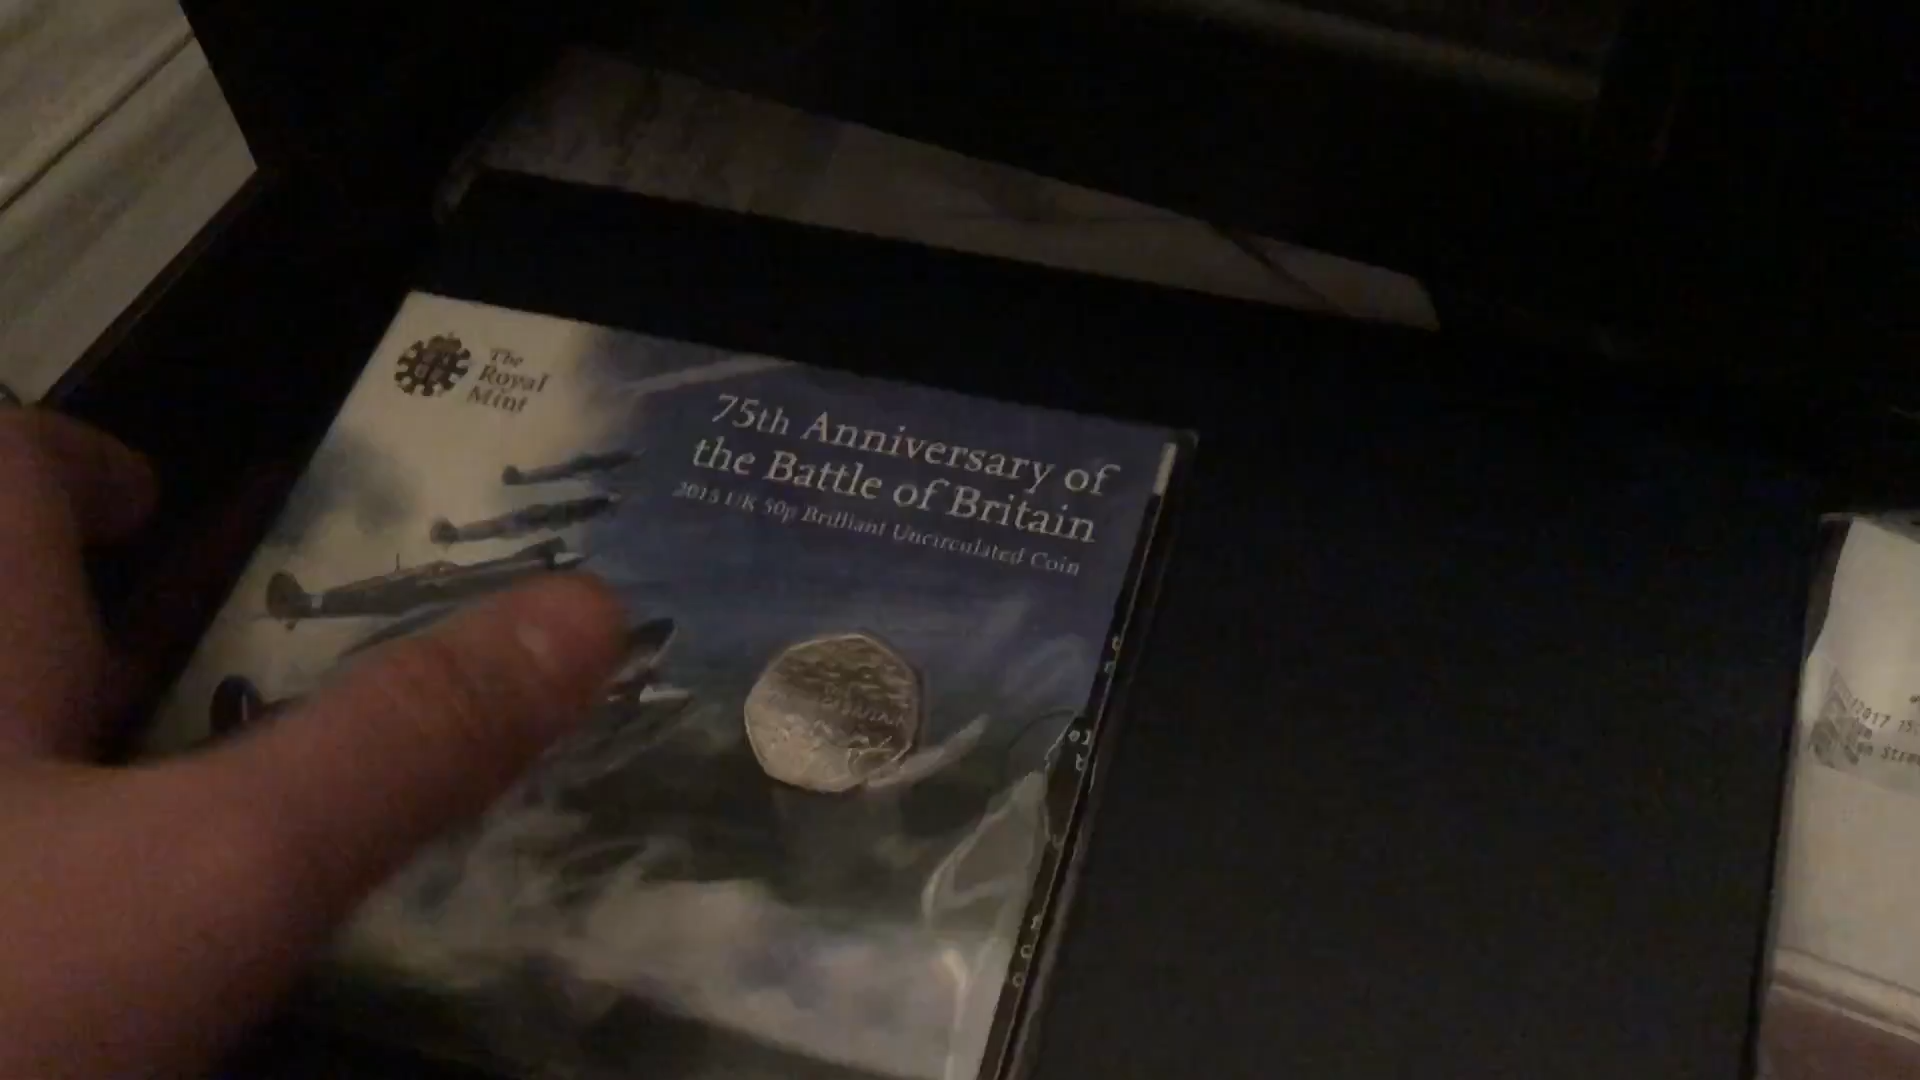 The
Royal
Mint
75th Anniversary of
the Battle of Britain
2015 UK 50p Brilliant Uncirculated Coin